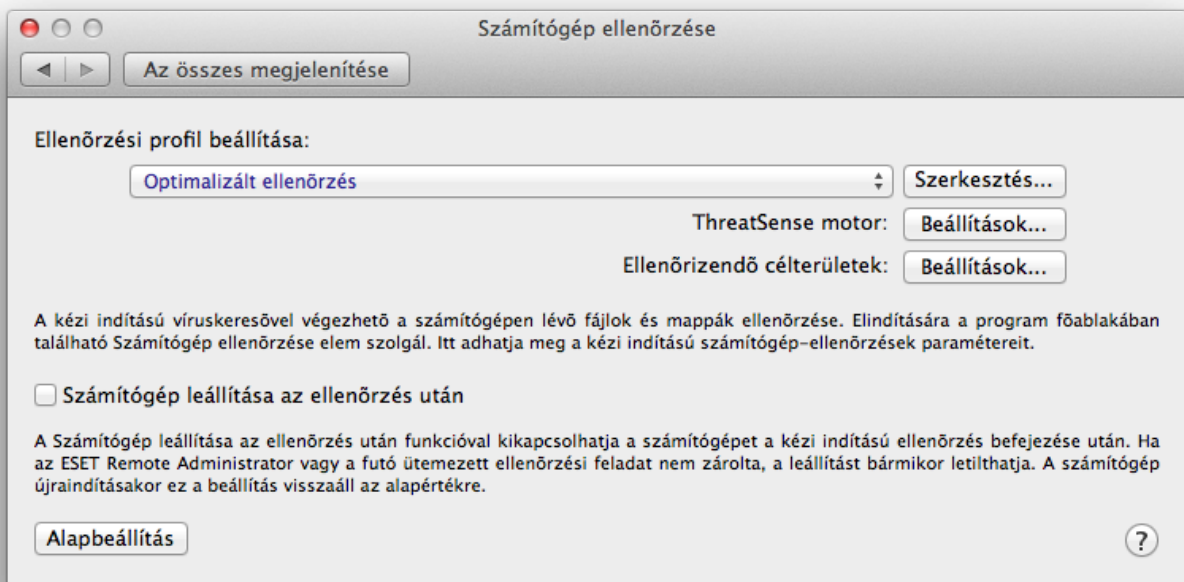 Számítógép ellenõrzése
Az összes megjelenítése
Ellenõrzési profil beállítása:
Optimalizált ellenõrzés Szerkesztés...
ThreatSense motor: Beállítások...
Ellenõrizendõ célterületek: Beállítások...
A kézi indítású víruskeresõvel végezhetõ a számítógépen lévõ fájlok és mappák ellenõrzése. Elindítására a program fõablakában
található Számítógép ellenõrzése elem szolgál. Itt adhatja meg a kézi indítású számítógép-ellenõrzések paramétereit.
Számítógép leállítása az ellenõrzés után
A Számítógép leállítása az ellenõrzés után funkcióval kikapcsolhatja a számítógépet a kézi indítású ellenõrzés befejezése után. Ha
az ESET Remote Administrator vagy a futó ütemezett ellenõrzési feladat nem zárolta, a leállítást bármikor letilthatja. A számítógép
újraindításakor ez a beállítás visszaáll az alapértékre.
Alapbeállítás ?